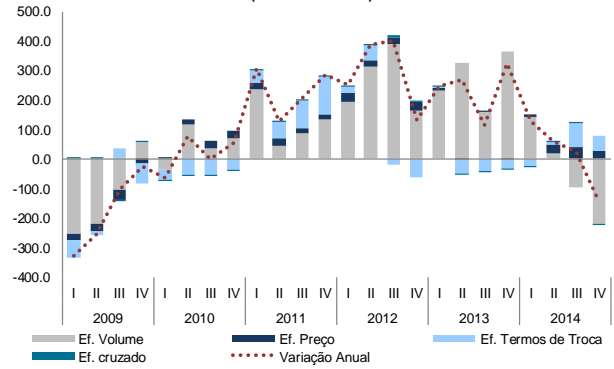 500.0
400.0
300.0
200.0
100.0
0.0
-100.0
-200.0
-300.0
-400.0
I II III IV I II III IV I II III IV I II III IV I II III IV I II III IV
2009 2010 2011 2012 2013 2014
Ef. Volume Ef. Preço Ef. Termos de Troca
Ef. cruzado Variação Anual